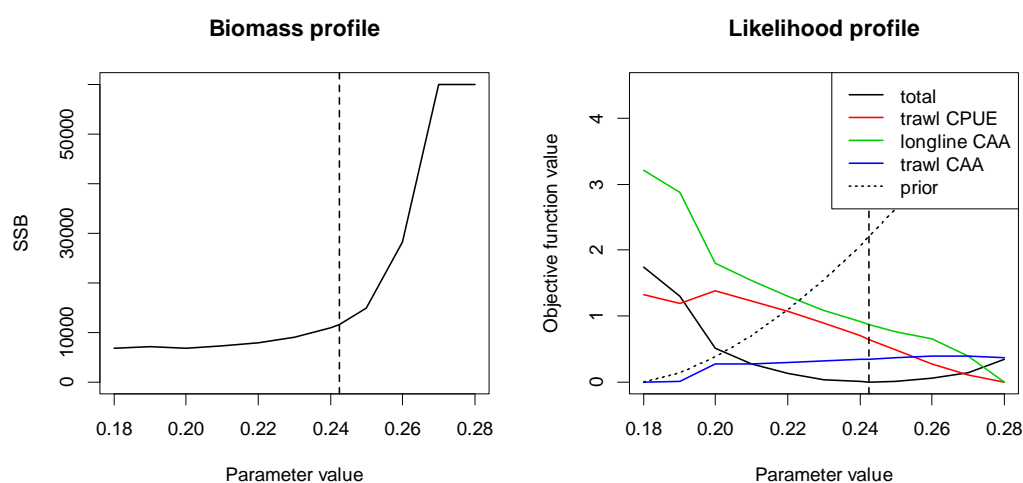 Biomass profile
SSB
0
10000
30000
50000
0.18
0.20
0.22
0.24
0.26
0.28
Parameter value
Likelihood profile
Objective function value
0
1
2
3
4
total
trawl CPUE
longline CAA
trawl CAA
prior
0.18
0.20
0.22
0.24
0.26
0.28
Parameter value